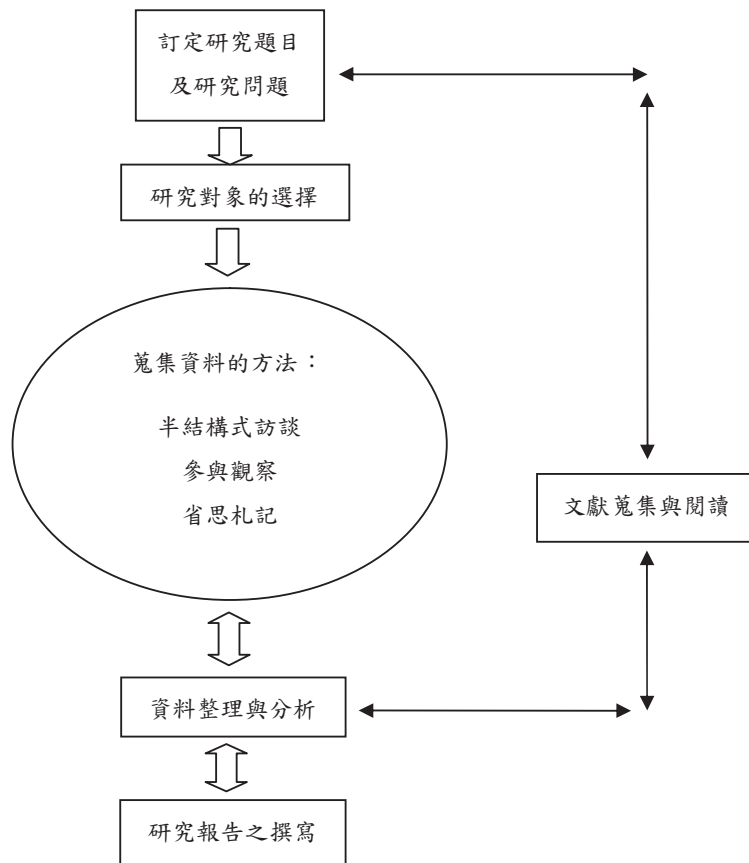 訂定研究題目
及研究問題
研究對象的選擇
蒐集資料的方法：
半結構式訪談
參與觀察
省思札記
文獻蒐集與閱讀
資料整理與分析
研究報告之撰寫